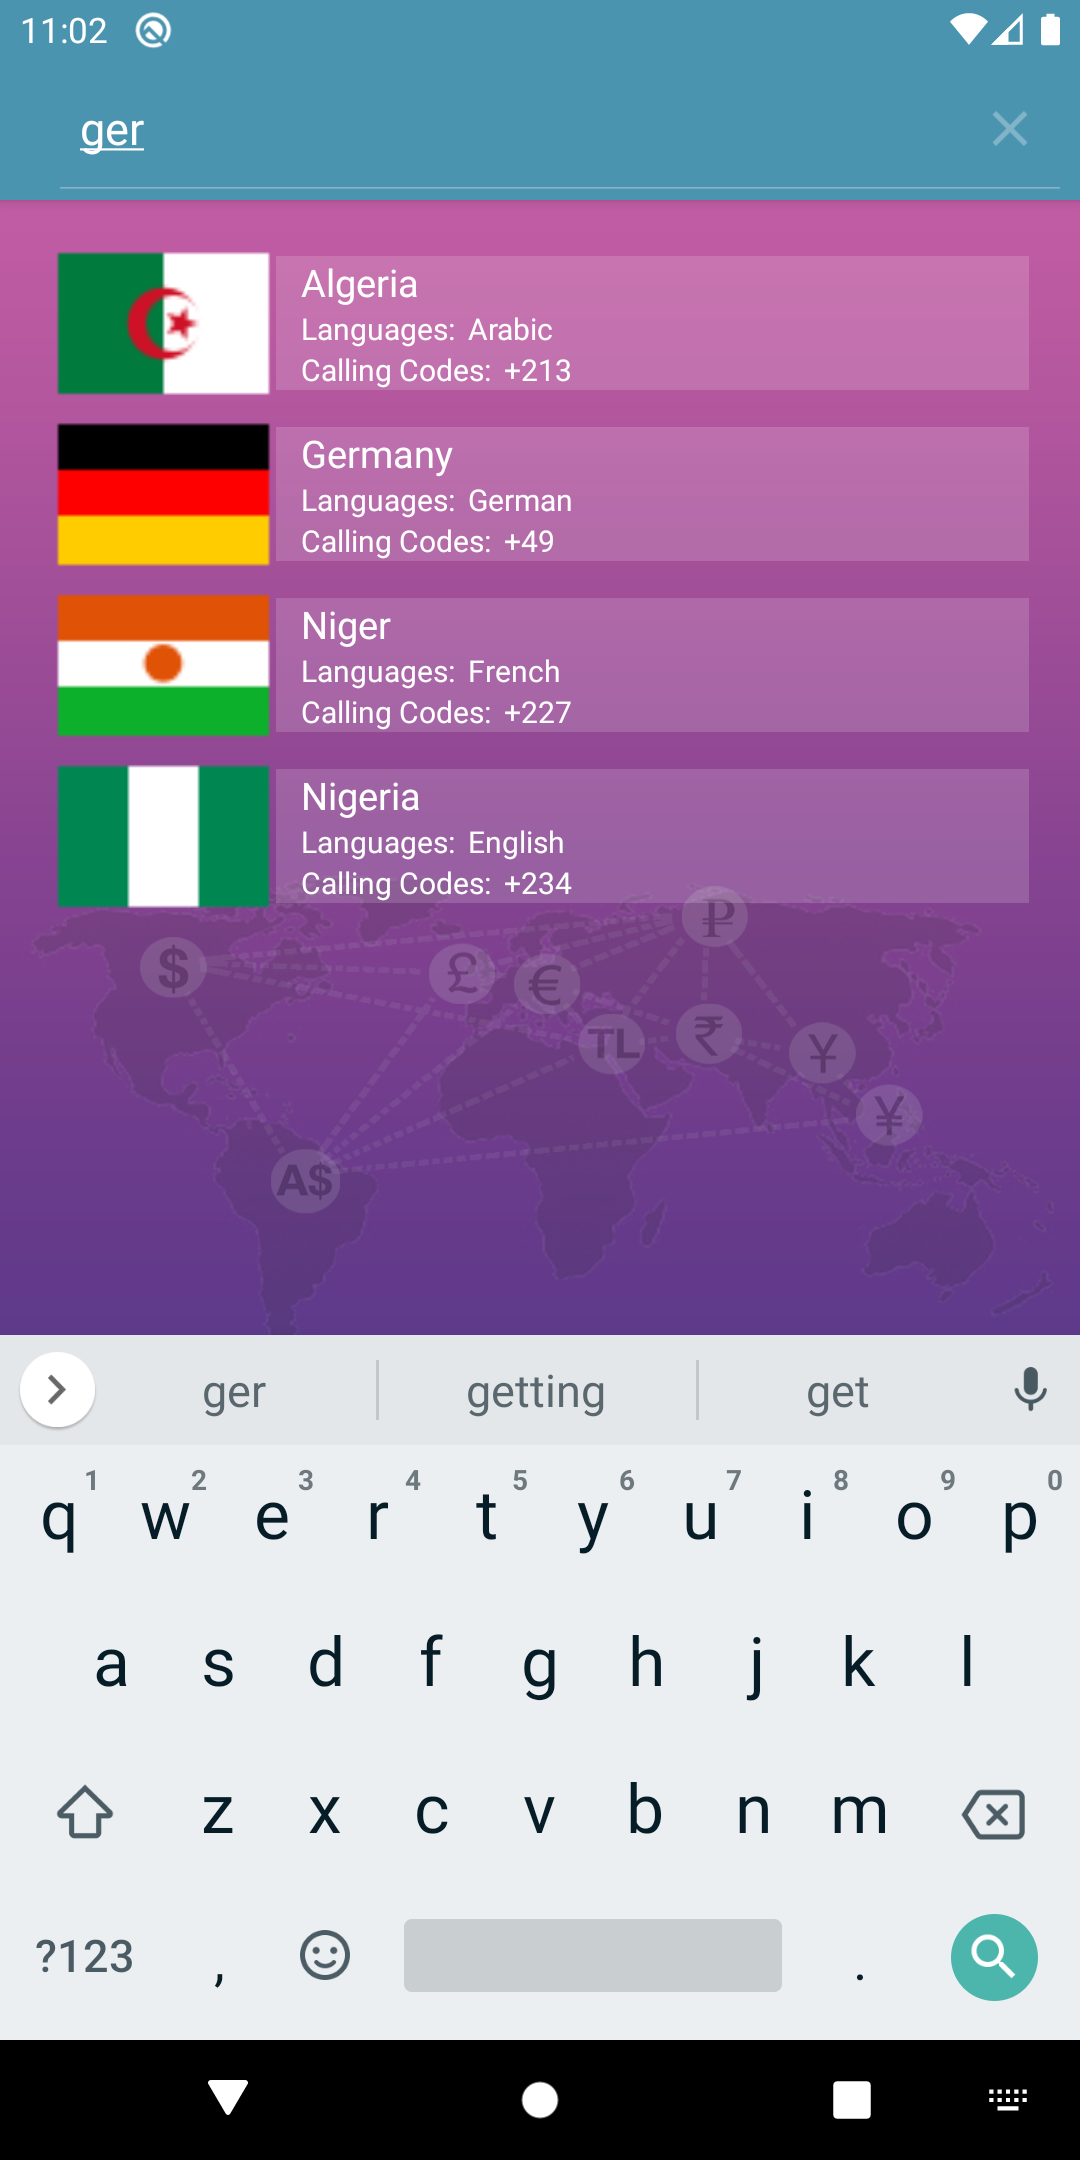 11:02
ger
Algeria
Languages: Arabic
Calling Codes: +213
Germany
Languages: German
Calling Codes: +49
Niger
Languages: French
Calling Codes: +227
Nigeria
Languages: English
Calling Codes: +234
₽
$ £ €
TL ₹ ¥
¥
A$
ger getting get
1 2 3 4 5 6 7 8 9 0
q w e r t y u i o p
a s d f g h j k l
z x c v b n m
?123 , .